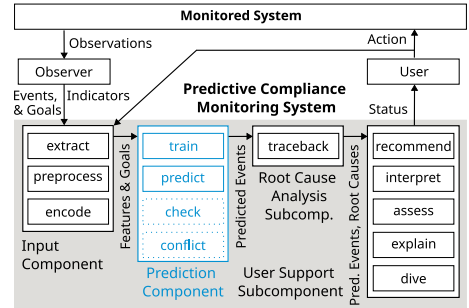 Monitored System
Observations
Action
Observer
User
Events,
& Goals
Indicators
Predictive Compliance
Monitoring System
Status
extract
preprocess
encode
Input
Component
Features & Goals
train
predict
check
conflict
Prediction
Component
Predicted Events
traceback
Root Cause
Analysis
Subcomp.
User Support
Subcomponent
Pred. Events, Root Causes
recommend
interpret
assess
explain
dive